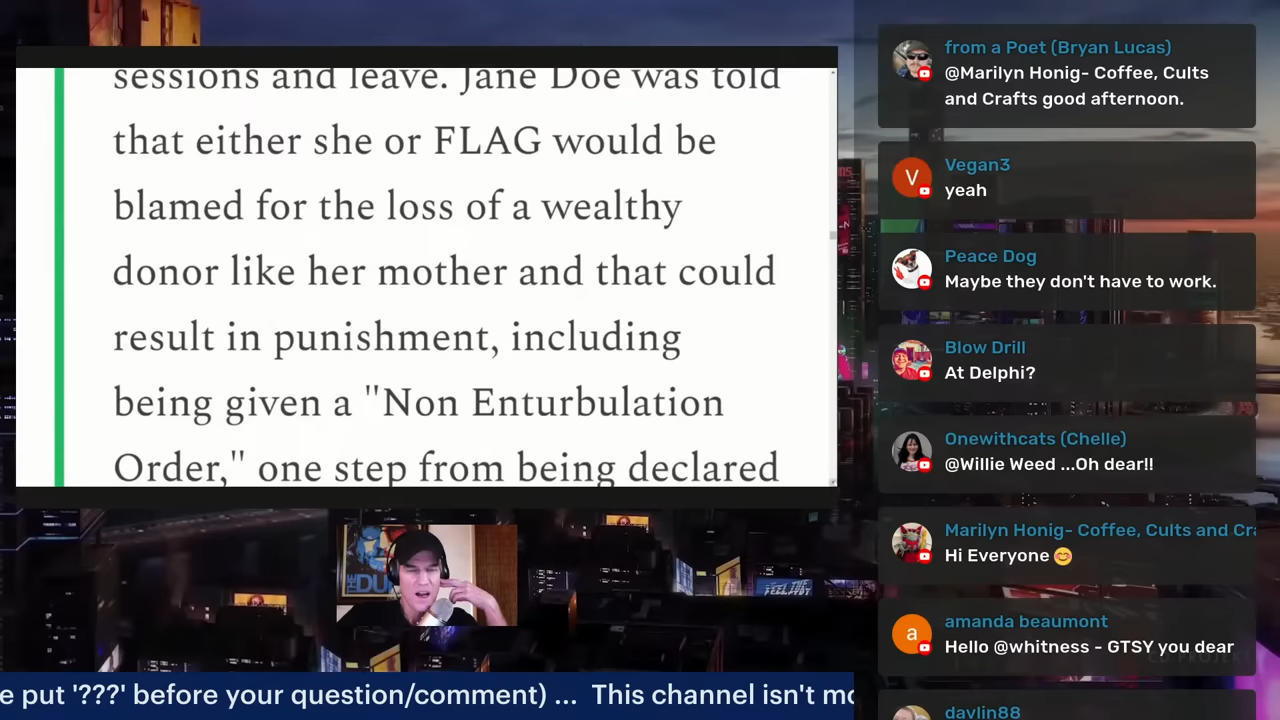 sessions and leave. Jane Doe was told
that either she or FLAG would be
blamed for the loss of a wealthy
donor like her mother and that could
result in punishment, including
being given a "Non Enturbulation
Order," one step from being declared
e put '???' before your question/comment) ... This channel isn't mo
from a Poet (Bryan Lucas)
@Marilyn Honig- Coffee, Cults
and Crafts good afternoon.
V
Vegan3
yeah
Peace Dog
Maybe they don't have to work.
Blow Drill
At Delphi?
Onewithcats (Chelle)
@Willie Weed ...Oh dear!!
Marilyn Honig- Coffee, Cults and Cra
Hi Everyone 😊
a
amanda beaumont
Hello @whitness - GTSY you dear
davlin88